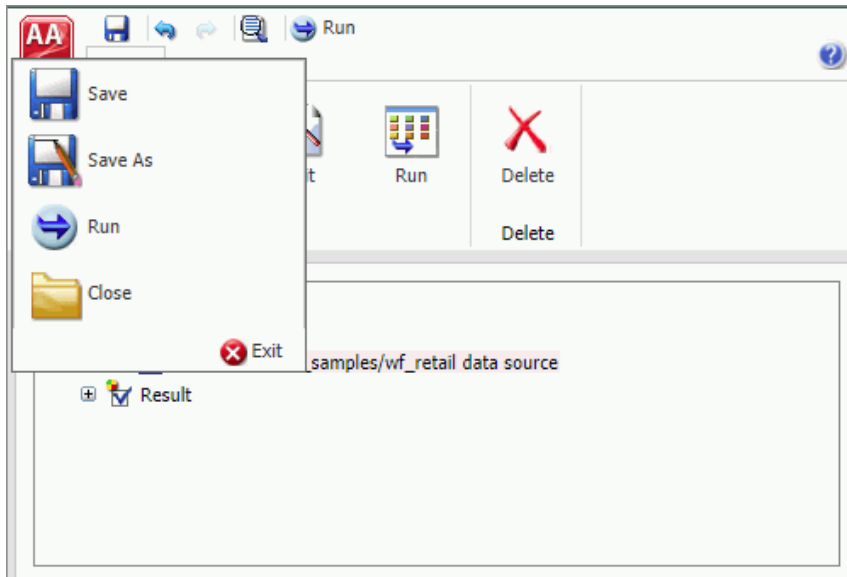 AA
Run
Save
Save As
Run
Close
Exit
Run
Delete
Delete
_samples/wf_retail data source
Result